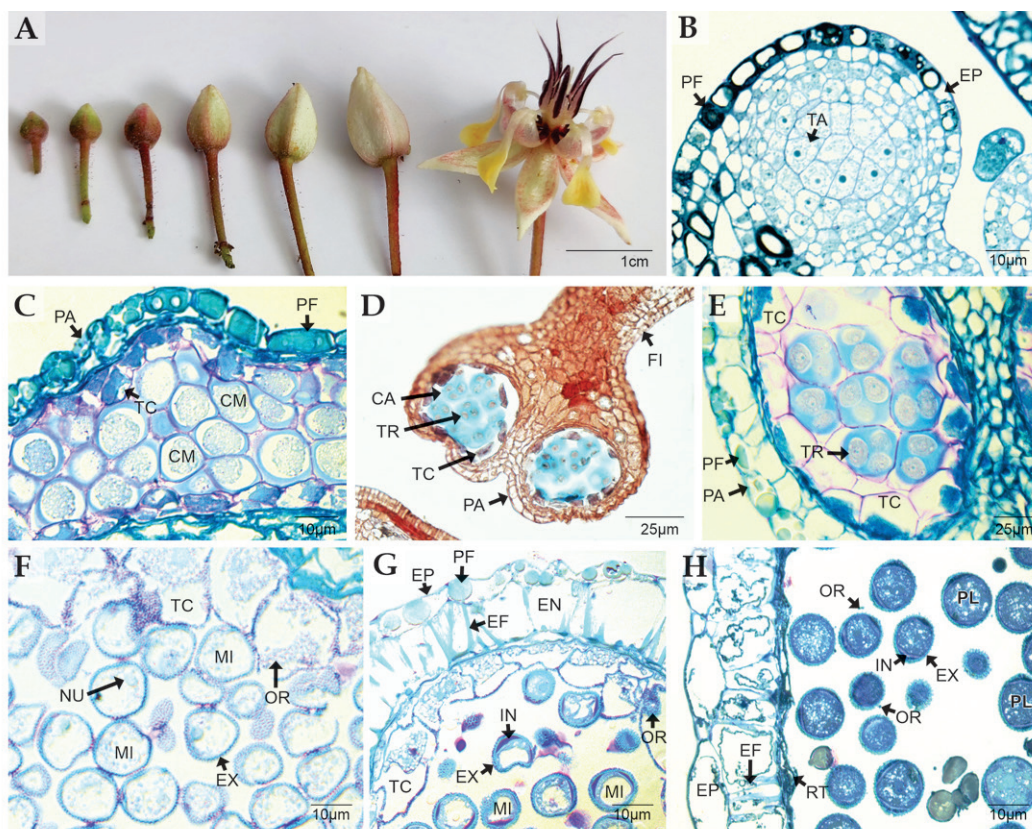 A
1cm
B
PF
EP
TA
10µm
C
PA
PF
TC
CM
CM
10µm
D
FI
CA
TR
TC
PA
25µm
E
TC
TR
PF
PA
TC
25µm
F
TC
MI
NU
OR
MI
EX
10µm
G
PF
EP
EN
EF
IN
OR
EX
TC
MI
MI
10µm
H
OR
PL
IN
EX
OR
PL
EF
EP
RT
10µm